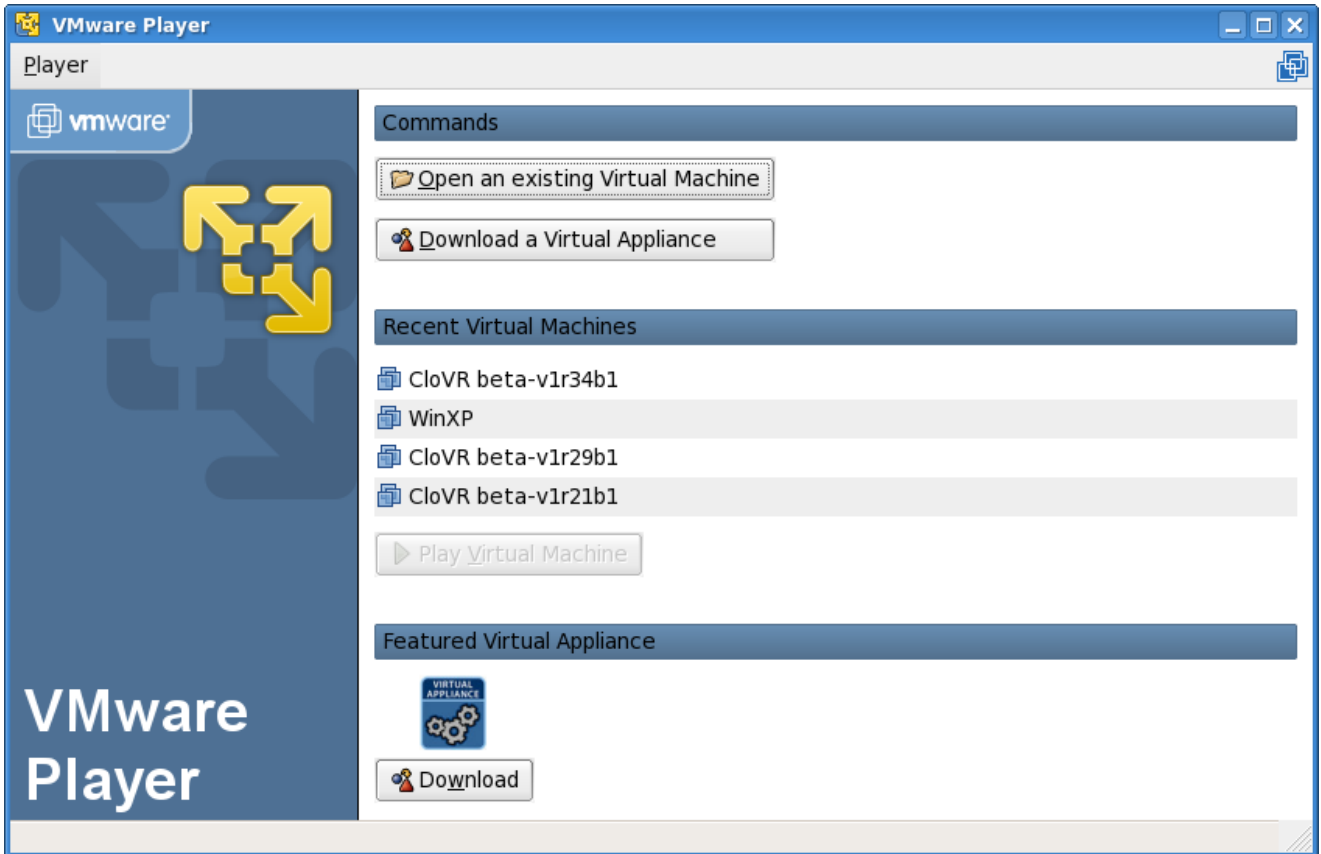 VMware Player
Player
vmware
Commands
Open an existing Virtual Machine
Download a Virtual Appliance
Recent Virtual Machines
CloVR beta-v1r34b1
WinXP
CloVR beta-v1r29b1
CloVR beta-v1r21b1
Play Virtual Machine
Featured Virtual Appliance
VIRTUAL
APPLIANCE
Download
VMware
Player